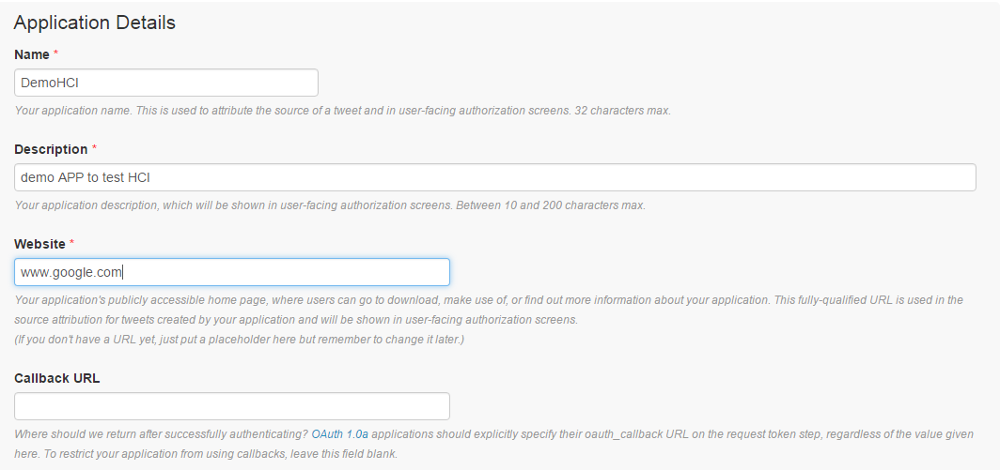 Application Details
Name *
DemoHCI
Your application name. This is used to attribute the source of a tweet and in user-facing authorization screens. 32 characters max.
Description *
demo APP to test HCI
Your application description, which will be shown in user-facing authorization screens. Between 10 and 200 characters max.
Website *
www.google.com
Your application's publicly accessible home page, where users can go to download, make use of, or find out more information about your application. This fully-qualified URL is used in the
source attribution for tweets created by your application and will be shown in user-facing authorization screens.
(If you don't have a URL yet, just put a placeholder here but remember to change it later.)
Callback URL
Where should we return after successfully authenticating? OAuth 1.0a applications should explicitly specify their oauth_callback URL on the request token step, regardless of the value given
here. To restrict your application from using callbacks, leave this field blank.